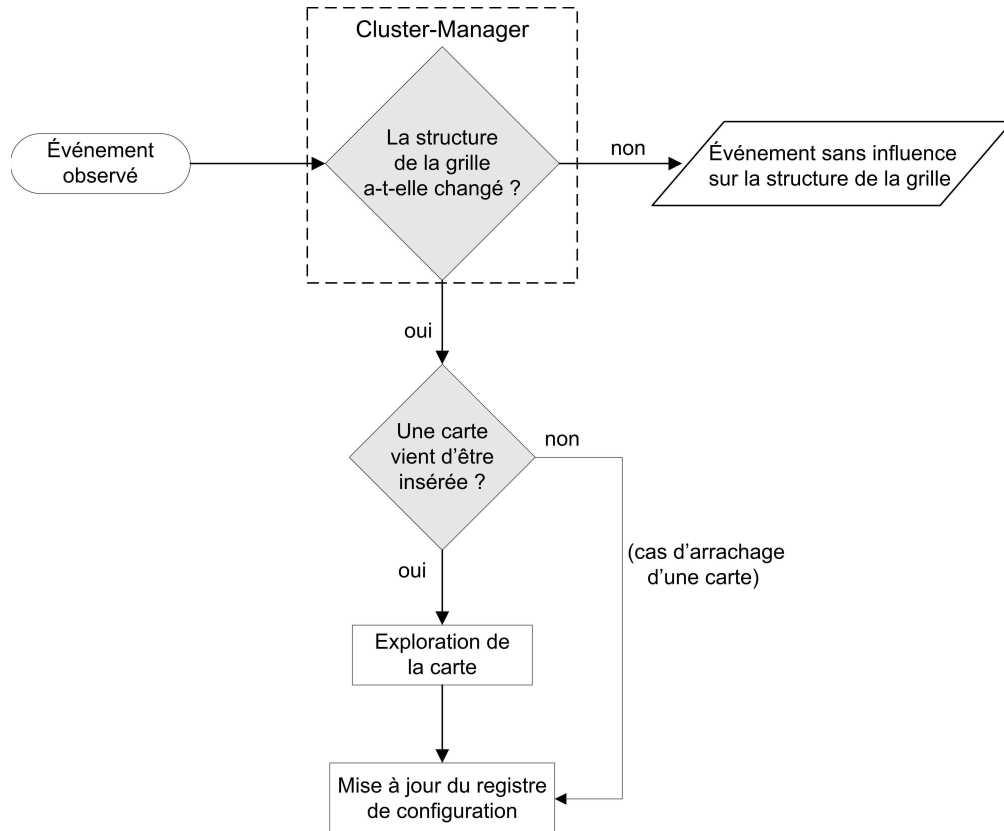 Cluster-Manager
Événement
observé
La structure
de la grille
a-t-elle changé ?
non
Événement sans influence
sur la structure de la grille
oui
Une carte
vient d’être
insérée ?
non
(cas d’arrachage
d’une carte)
oui
Exploration de
la carte
Mise à jour du registre
de configuration